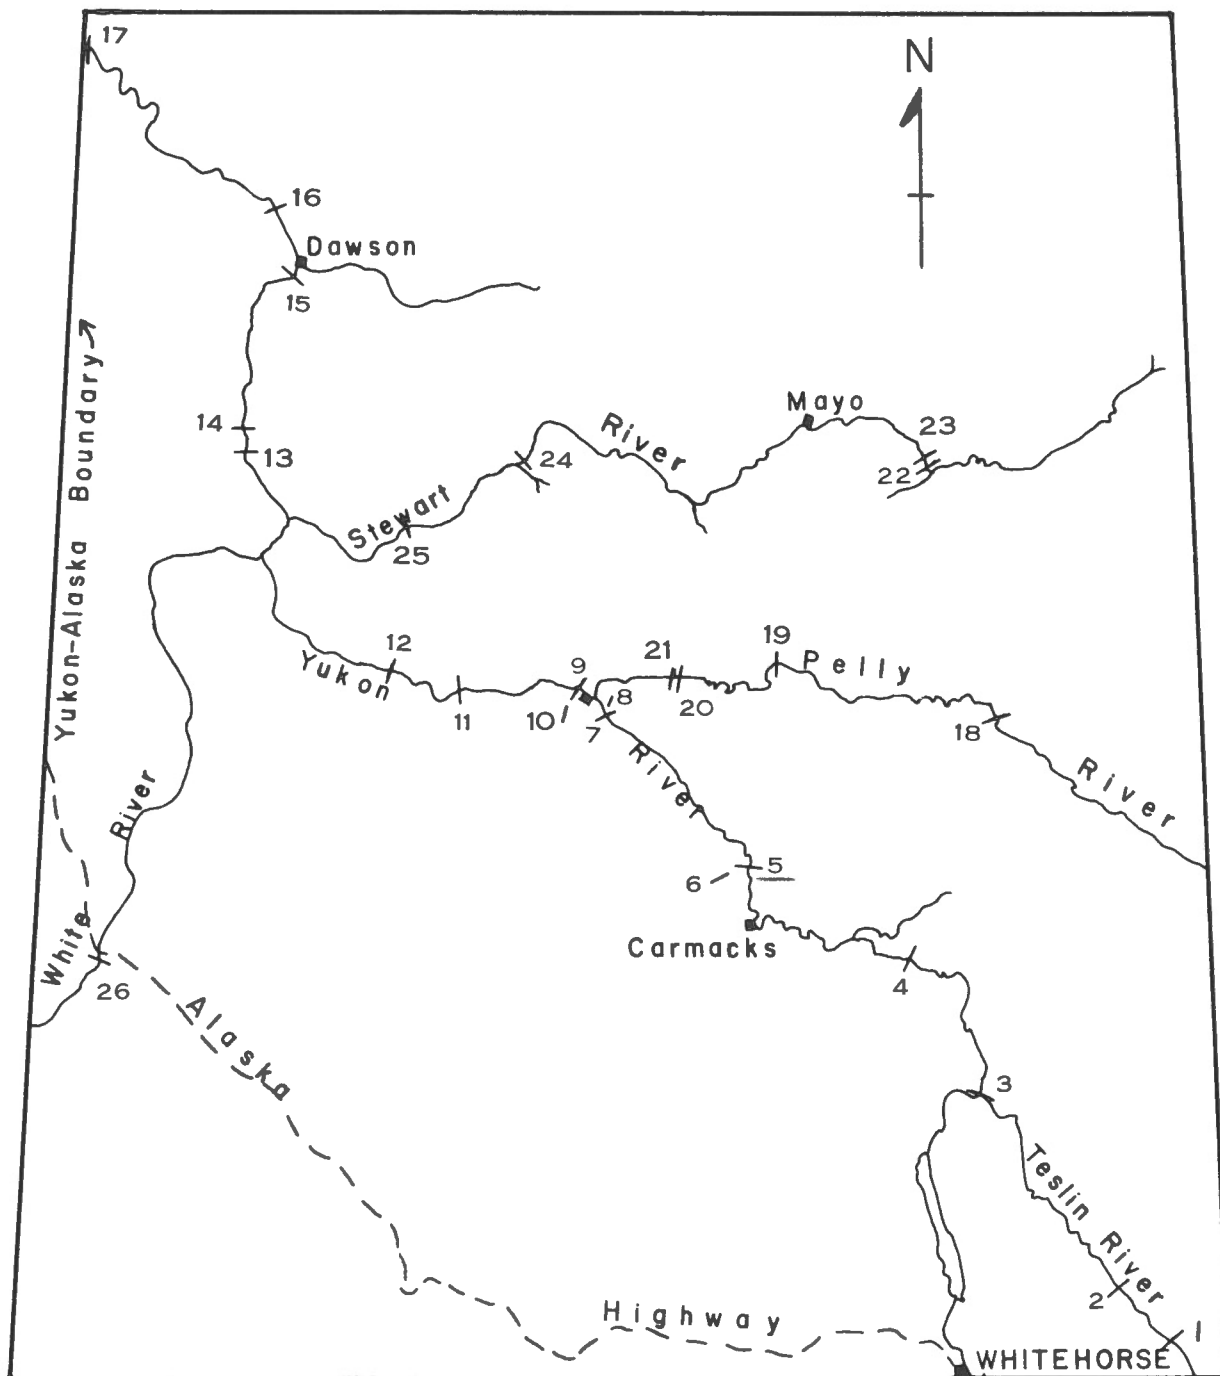 17
N
16
Dawson
15
Yukon-Alaska Boundary
14
13
Mayo
River
23
22
24
Stewart
25
12
Yukon
11
9
10
8
7
21
20
19
Pelly
18
River
River
River
6
5
Carmacks
4
White
26
Alaska
3
Teslin River
2
1
Highway
WHITEHORSE